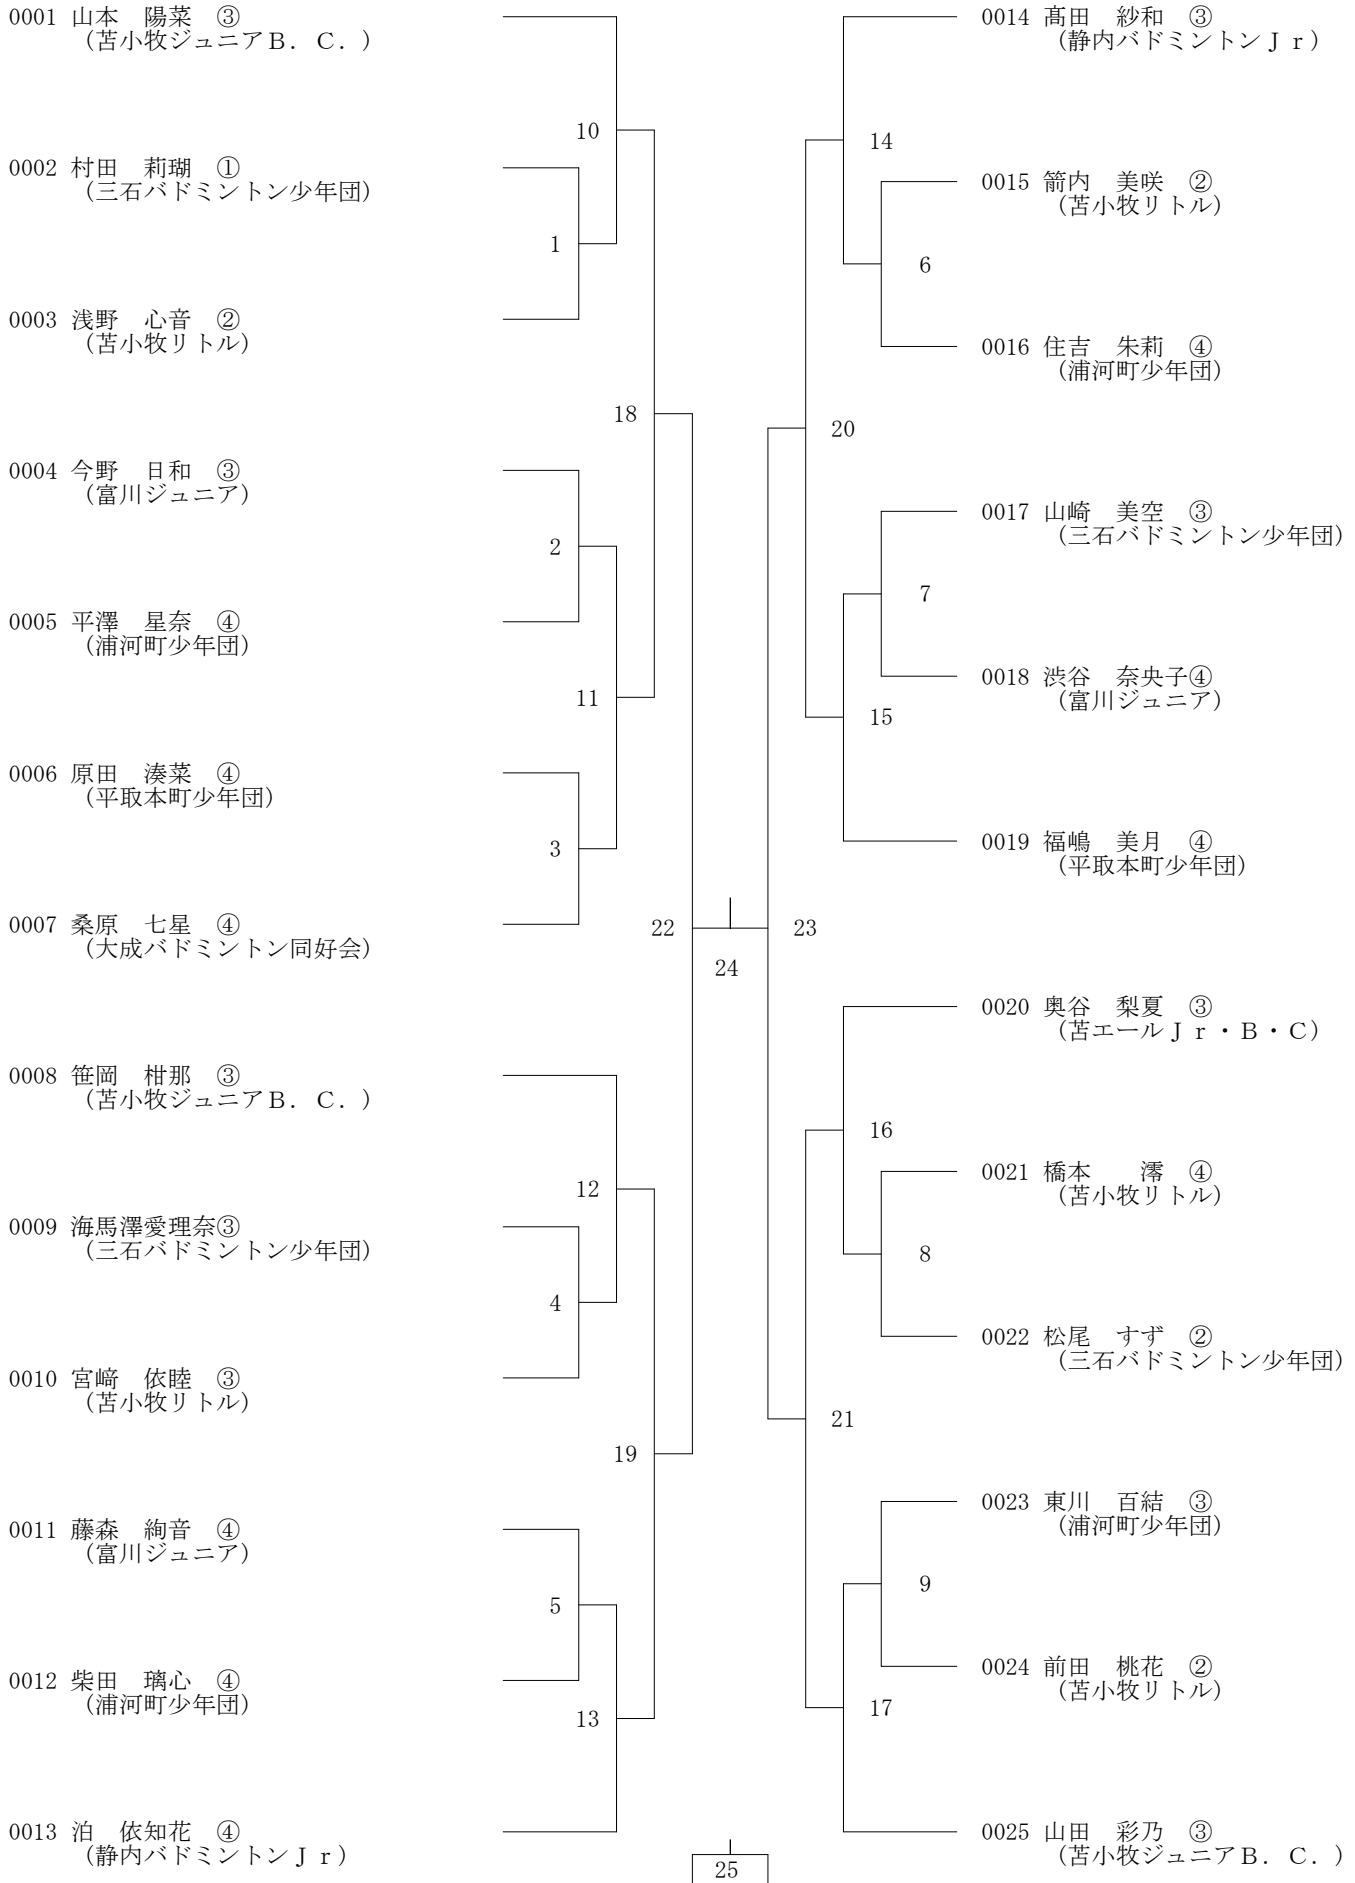 0001 山本　陽菜　③
（苫小牧ジュニアＢ．Ｃ．）
0002 村田　莉瑚　①
（三石バドミントン少年団）
0003 浅野　心音　②
（苫小牧リトル）
0004 今野　日和　③
（富川ジュニア）
0005 平澤　星奈　④
（浦河町少年団）
0006 原田　湊菜　④
（平取本町少年団）
0007 桑原　七星　④
（大成バドミントン同好会）
0008 笹岡　柑那　③
（苫小牧ジュニアＢ．Ｃ．）
0009 海馬澤愛理奈③
（三石バドミントン少年団）
0010 宮﨑　依睦　③
（苫小牧リトル）
0011 藤森　絢音　④
（富川ジュニア）
0012 柴田　璃心　④
（浦河町少年団）
0013 泊　依知花　④
（静内バドミントンＪｒ）
10
1
18
2
11
3
22
12
4
19
5
13
24
25
23
14
6
20
7
15
16
8
21
9
17
0014 髙田　紗和　③
（静内バドミントンＪｒ）
0015 箭内　美咲　②
（苫小牧リトル）
0016 住吉　朱莉　④
（浦河町少年団）
0017 山崎　美空　③
（三石バドミントン少年団）
0018 渋谷　奈央子④
（富川ジュニア）
0019 福嶋　美月　④
（平取本町少年団）
0020 奥谷　梨夏　③
（苫エールＪｒ・Ｂ・Ｃ）
0021 橋本　　澪　④
（苫小牧リトル）
0022 松尾　すず　②
（三石バドミントン少年団）
0023 東川　百結　③
（浦河町少年団）
0024 前田　桃花　②
（苫小牧リトル）
0025 山田　彩乃　③
（苫小牧ジュニアＢ．Ｃ．）